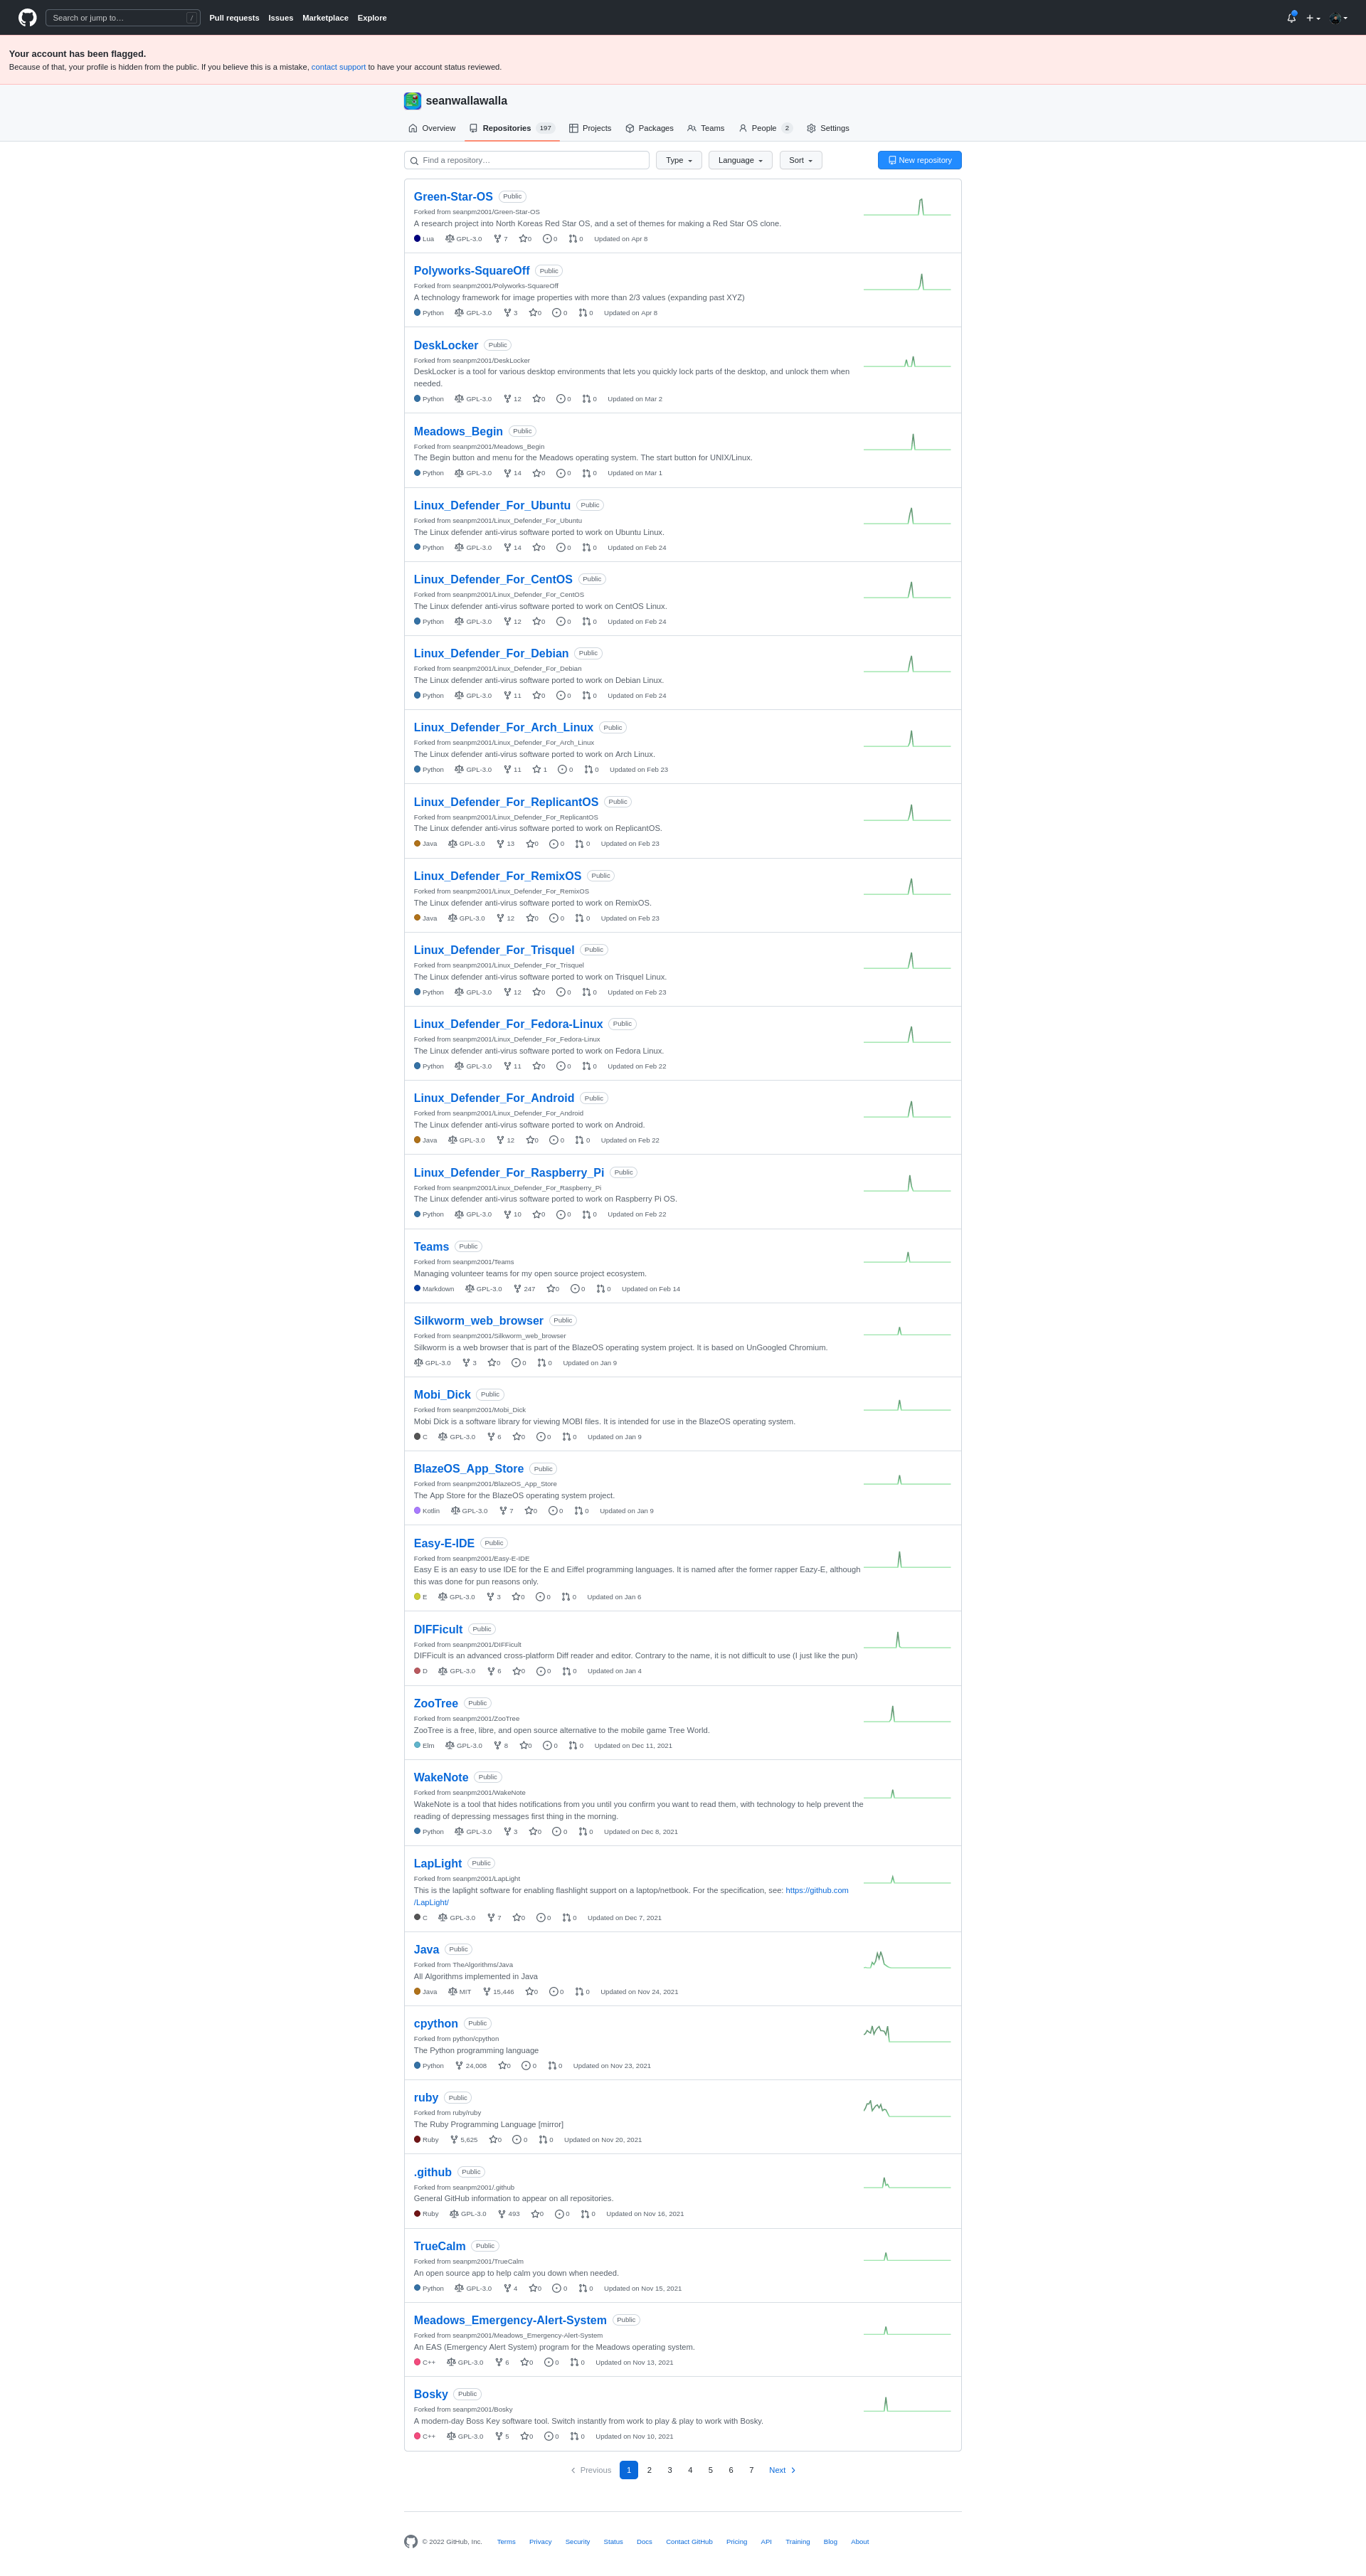 Search or jump to… /
Pull requests Issues Marketplace Explore
Your account has been flagged.
Because of that, your profile is hidden from the public. If you believe this is a mistake, contact support to have your account status reviewed.
seanwallawalla
Overview Repositories 197 Projects Packages Teams People 2 Settings
Find a repository… Type Language Sort New repository
Green-Star-OS Public
Forked from seanpm2001/Green-Star-OS
A research project into North Koreas Red Star OS, and a set of themes for making a Red Star OS clone.
Lua GPL-3.0 7 0 0 0 Updated on Apr 8
Polyworks-SquareOff Public
Forked from seanpm2001/Polyworks-SquareOff
A technology framework for image properties with more than 2/3 values (expanding past XYZ)
Python GPL-3.0 3 0 0 0 Updated on Apr 8
DeskLocker Public
Forked from seanpm2001/DeskLocker
DeskLocker is a tool for various desktop environments that lets you quickly lock parts of the desktop, and unlock them when
needed.
Python GPL-3.0 12 0 0 0 Updated on Mar 2
Meadows_Begin Public
Forked from seanpm2001/Meadows_Begin
The Begin button and menu for the Meadows operating system. The start button for UNIX/Linux.
Python GPL-3.0 14 0 0 0 Updated on Mar 1
Linux_Defender_For_Ubuntu Public
Forked from seanpm2001/Linux_Defender_For_Ubuntu
The Linux defender anti-virus software ported to work on Ubuntu Linux.
Python GPL-3.0 14 0 0 0 Updated on Feb 24
Linux_Defender_For_CentOS Public
Forked from seanpm2001/Linux_Defender_For_CentOS
The Linux defender anti-virus software ported to work on CentOS Linux.
Python GPL-3.0 12 0 0 0 Updated on Feb 24
Linux_Defender_For_Debian Public
Forked from seanpm2001/Linux_Defender_For_Debian
The Linux defender anti-virus software ported to work on Debian Linux.
Python GPL-3.0 11 0 0 0 Updated on Feb 24
Linux_Defender_For_Arch_Linux Public
Forked from seanpm2001/Linux_Defender_For_Arch_Linux
The Linux defender anti-virus software ported to work on Arch Linux.
Python GPL-3.0 11 1 0 0 Updated on Feb 23
Linux_Defender_For_ReplicantOS Public
Forked from seanpm2001/Linux_Defender_For_ReplicantOS
The Linux defender anti-virus software ported to work on ReplicantOS.
Java GPL-3.0 13 0 0 0 Updated on Feb 23
Linux_Defender_For_RemixOS Public
Forked from seanpm2001/Linux_Defender_For_RemixOS
The Linux defender anti-virus software ported to work on RemixOS.
Java GPL-3.0 12 0 0 0 Updated on Feb 23
Linux_Defender_For_Trisquel Public
Forked from seanpm2001/Linux_Defender_For_Trisquel
The Linux defender anti-virus software ported to work on Trisquel Linux.
Python GPL-3.0 12 0 0 0 Updated on Feb 23
Linux_Defender_For_Fedora-Linux Public
Forked from seanpm2001/Linux_Defender_For_Fedora-Linux
The Linux defender anti-virus software ported to work on Fedora Linux.
Python GPL-3.0 11 0 0 0 Updated on Feb 22
Linux_Defender_For_Android Public
Forked from seanpm2001/Linux_Defender_For_Android
The Linux defender anti-virus software ported to work on Android.
Java GPL-3.0 12 0 0 0 Updated on Feb 22
Linux_Defender_For_Raspberry_Pi Public
Forked from seanpm2001/Linux_Defender_For_Raspberry_Pi
The Linux defender anti-virus software ported to work on Raspberry Pi OS.
Python GPL-3.0 10 0 0 0 Updated on Feb 22
Teams Public
Forked from seanpm2001/Teams
Managing volunteer teams for my open source project ecosystem.
Markdown GPL-3.0 247 0 0 0 Updated on Feb 14
Silkworm_web_browser Public
Forked from seanpm2001/Silkworm_web_browser
Silkworm is a web browser that is part of the BlazeOS operating system project. It is based on UnGoogled Chromium.
GPL-3.0 3 0 0 0 Updated on Jan 9
Mobi_Dick Public
Forked from seanpm2001/Mobi_Dick
Mobi Dick is a software library for viewing MOBI files. It is intended for use in the BlazeOS operating system.
C GPL-3.0 6 0 0 0 Updated on Jan 9
BlazeOS_App_Store Public
Forked from seanpm2001/BlazeOS_App_Store
The App Store for the BlazeOS operating system project.
Kotlin GPL-3.0 7 0 0 0 Updated on Jan 9
Easy-E-IDE Public
Forked from seanpm2001/Easy-E-IDE
Easy E is an easy to use IDE for the E and Eiffel programming languages. It is named after the former rapper Eazy-E, although
this was done for pun reasons only.
E GPL-3.0 3 0 0 0 Updated on Jan 6
DIFFicult Public
Forked from seanpm2001/DIFFicult
DIFFicult is an advanced cross-platform Diff reader and editor. Contrary to the name, it is not difficult to use (I just like the pun)
D GPL-3.0 6 0 0 0 Updated on Jan 4
ZooTree Public
Forked from seanpm2001/ZooTree
ZooTree is a free, libre, and open source alternative to the mobile game Tree World.
Elm GPL-3.0 8 0 0 0 Updated on Dec 11, 2021
WakeNote Public
Forked from seanpm2001/WakeNote
WakeNote is a tool that hides notifications from you until you confirm you want to read them, with technology to help prevent the
reading of depressing messages first thing in the morning.
Python GPL-3.0 3 0 0 0 Updated on Dec 8, 2021
LapLight Public
Forked from seanpm2001/LapLight
This is the laplight software for enabling flashlight support on a laptop/netbook. For the specification, see: https://github.com
/LapLight/
C GPL-3.0 7 0 0 0 Updated on Dec 7, 2021
Java Public
Forked from TheAlgorithms/Java
All Algorithms implemented in Java
Java MIT 15,446 0 0 0 Updated on Nov 24, 2021
cpython Public
Forked from python/cpython
The Python programming language
Python 24,008 0 0 0 Updated on Nov 23, 2021
ruby Public
Forked from ruby/ruby
The Ruby Programming Language [mirror]
Ruby 5,625 0 0 0 Updated on Nov 20, 2021
.github Public
Forked from seanpm2001/.github
General GitHub information to appear on all repositories.
Ruby GPL-3.0 493 0 0 0 Updated on Nov 16, 2021
TrueCalm Public
Forked from seanpm2001/TrueCalm
An open source app to help calm you down when needed.
Python GPL-3.0 4 0 0 0 Updated on Nov 15, 2021
Meadows_Emergency-Alert-System Public
Forked from seanpm2001/Meadows_Emergency-Alert-System
An EAS (Emergency Alert System) program for the Meadows operating system.
C++ GPL-3.0 6 0 0 0 Updated on Nov 13, 2021
Bosky Public
Forked from seanpm2001/Bosky
A modern-day Boss Key software tool. Switch instantly from work to play & play to work with Bosky.
C++ GPL-3.0 5 0 0 0 Updated on Nov 10, 2021
Previous 1 2 3 4 5 6 7 Next
© 2022 GitHub, Inc. Terms Privacy Security Status Docs Contact GitHub Pricing API Training Blog About